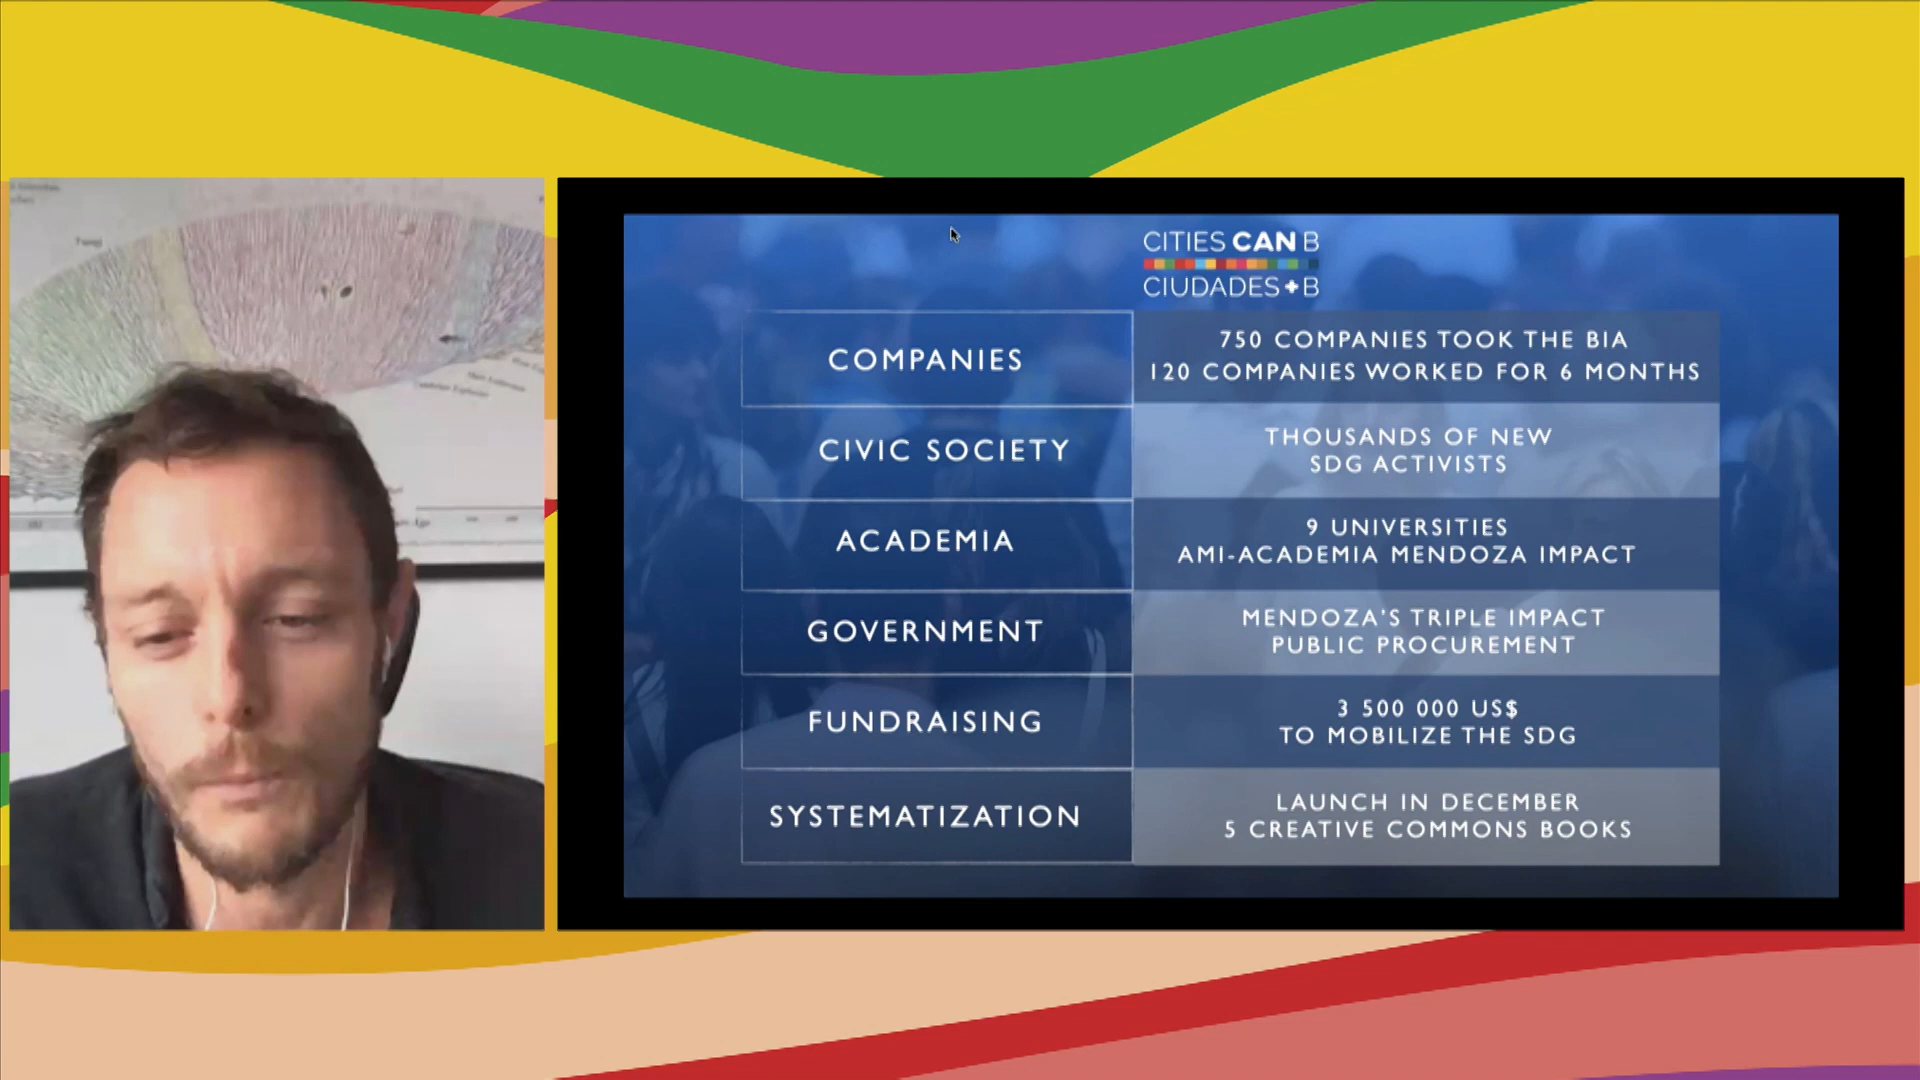 CITIES CAN B
CIUDADES+B
COMPANIES
750 COMPANIES TOOK THE BIA
120 COMPANIES WORKED FOR 6 MONTHS
CIVIC SOCIETY
THOUSANDS OF NEW
SDG ACTIVISTS
ACADEMIA
9 UNIVERSITIES
AMI-ACADEMIA MENDOZA IMPACT
GOVERNMENT
MENDOZA'S TRIPLE IMPACT
PUBLIC PROCUREMENT
FUNDRAISING
3 500 000 US$
TO MOBILIZE THE SDG
SYSTEMATIZATION
LAUNCH IN DECEMBER
5 CREATIVE COMMONS BOOKS
Fungi